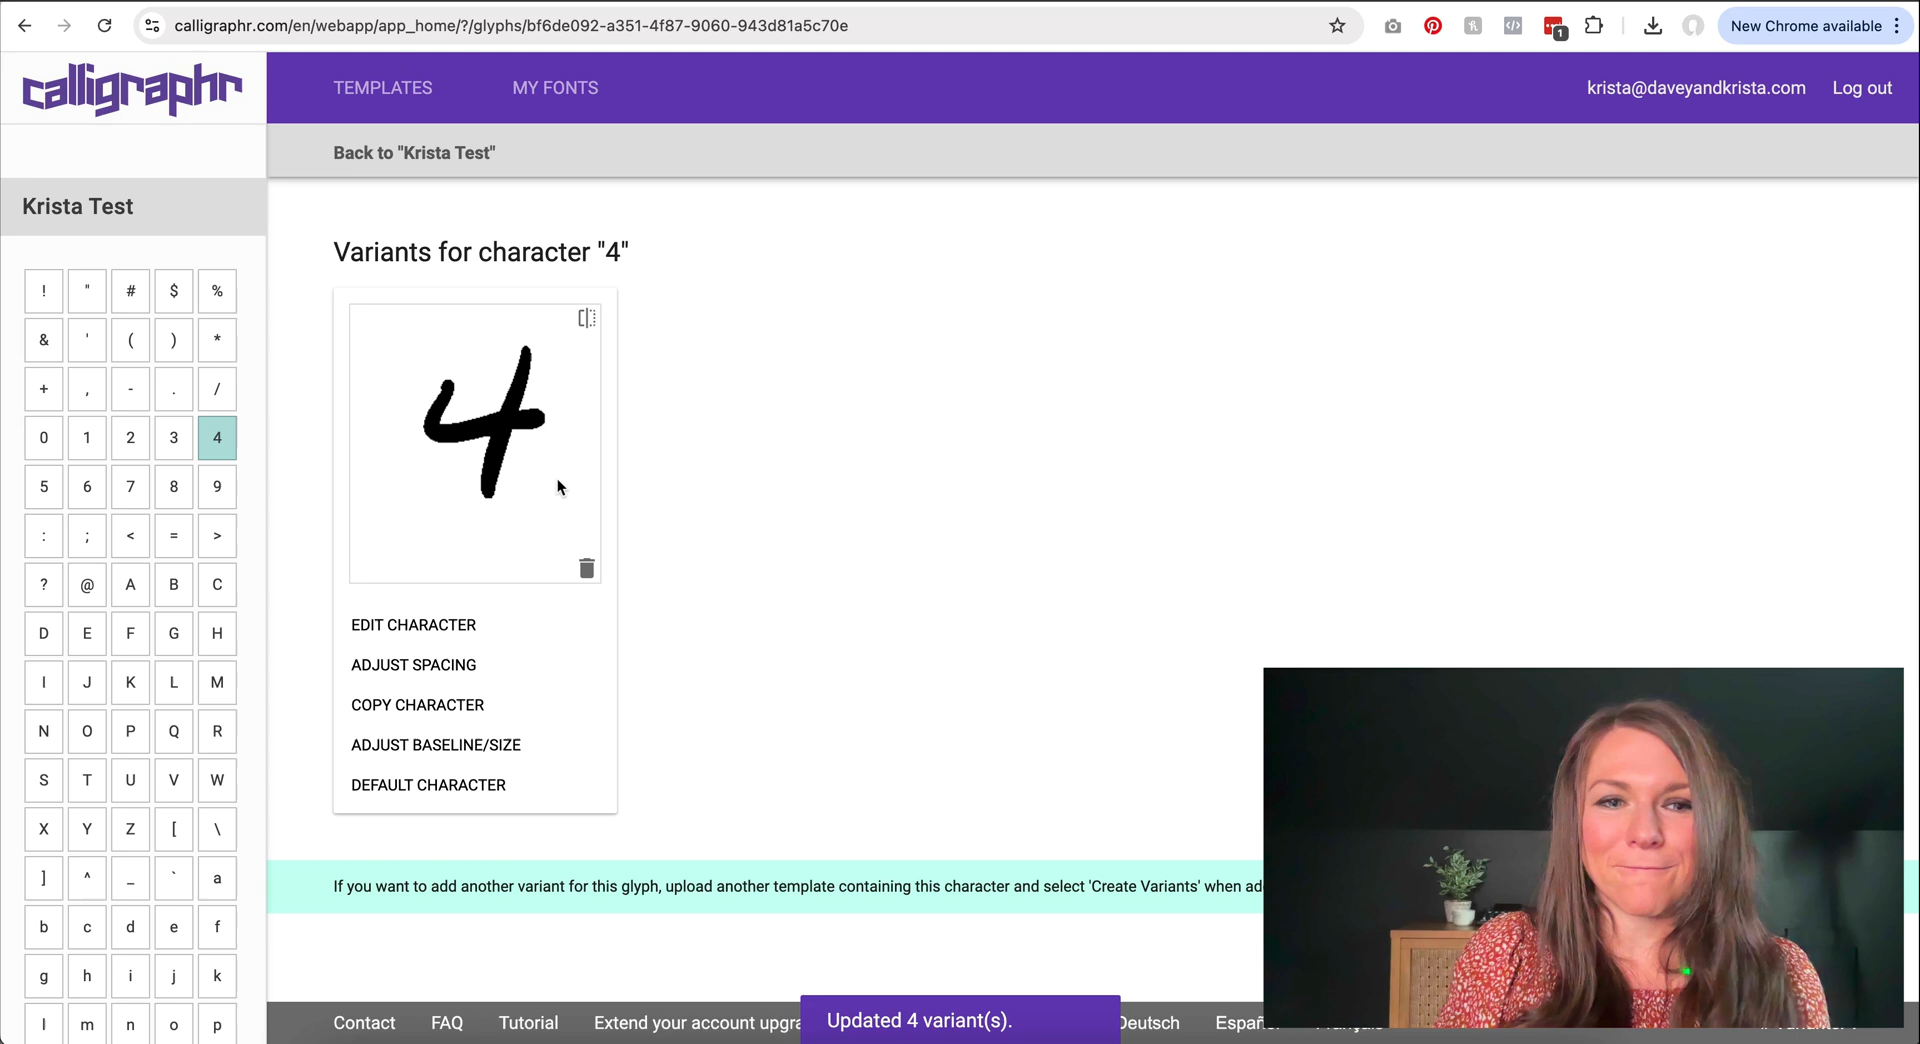 calligraphr.com/en/webapp/app_home/?/glyphs/bf6de092-a351-4f87-9060-943d81a5c70e
1
New Chrome available
calligraphr
TEMPLATES
MY FONTS
krista@daveyandkrista.com
Log out
Back to "Krista Test"
Krista Test
! " # $ %
& ' ( ) *
+ , - . /
0 1 2 3 4
5 6 7 8 9
: ; < = >
? @ A B C
D E F G H
I J K L M
N O P Q R
S T U V W
X Y Z [ \
] ^ _ ` a
b c d e f
g h i j k
l m n o p
Variants for character "4"
4
EDIT CHARACTER
ADJUST SPACING
COPY CHARACTER
ADJUST BASELINE/SIZE
DEFAULT CHARACTER
If you want to add another variant for this glyph, upload another template containing this character and select 'Create Variants' when
Contact
FAQ
Tutorial
Extend your account
Updated 4 variant(s).
Deutsch